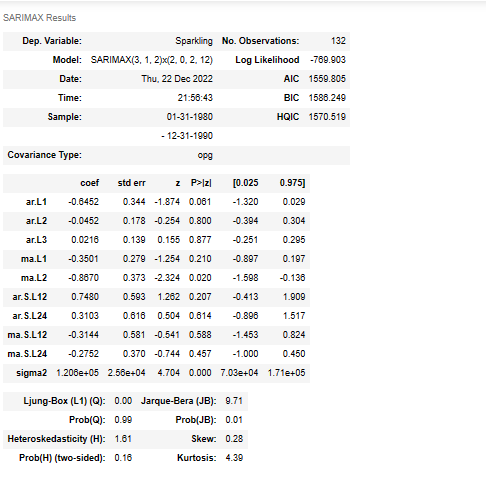 SARIMAX Results
Dep. Variable: Sparkling No. Observations: 132
Model: SARIMAX(3, 1, 2)x(2, 0, 2, 12) Log Likelihood -769.903
Date: Thu, 22 Dec 2022 AIC 1559.805
Time: 21:56:43 BIC 1586.249
Sample: 01-31-1980 HQIC 1570.519
- 12-31-1990
Covariance Type: opg
coef std err z P>|z| [0.025 0.975]
ar.L1 -0.6452 0.344 -1.874 0.061 -1.320 0.029
ar.L2 -0.0452 0.178 -0.254 0.800 -0.394 0.304
ar.L3 0.0216 0.139 0.155 0.877 -0.251 0.295
ma.L1 -0.3501 0.279 -1.254 0.210 -0.897 0.197
ma.L2 -0.8670 0.373 -2.324 0.020 -1.598 -0.136
ar.S.L12 0.7480 0.593 1.262 0.207 -0.413 1.909
ar.S.L24 0.3103 0.616 0.504 0.614 -0.896 1.517
ma.S.L12 -0.3144 0.581 -0.541 0.588 -1.453 0.824
ma.S.L24 -0.2752 0.370 -0.744 0.457 -1.000 0.450
sigma2 1.206e+05 2.56e+04 4.704 0.000 7.03e+04 1.71e+05
Ljung-Box (L1) (Q): 0.00 Jarque-Bera (JB): 9.71
Prob(Q): 0.99 Prob(JB): 0.01
Heteroskedasticity (H): 1.61 Skew: 0.28
Prob(H) (two-sided): 0.16 Kurtosis: 4.39